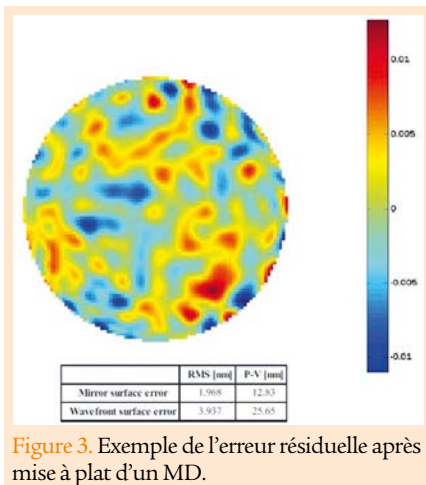 0.01
0.005
0
-0.005
-0.01
RMS [nm] P-V [nm]
Mirror surface error 1.968 12.83
Wavefront surface error 3.937 25.65
Figure 3. Exemple de l'erreur résiduelle après
mise à plat d'un MD.